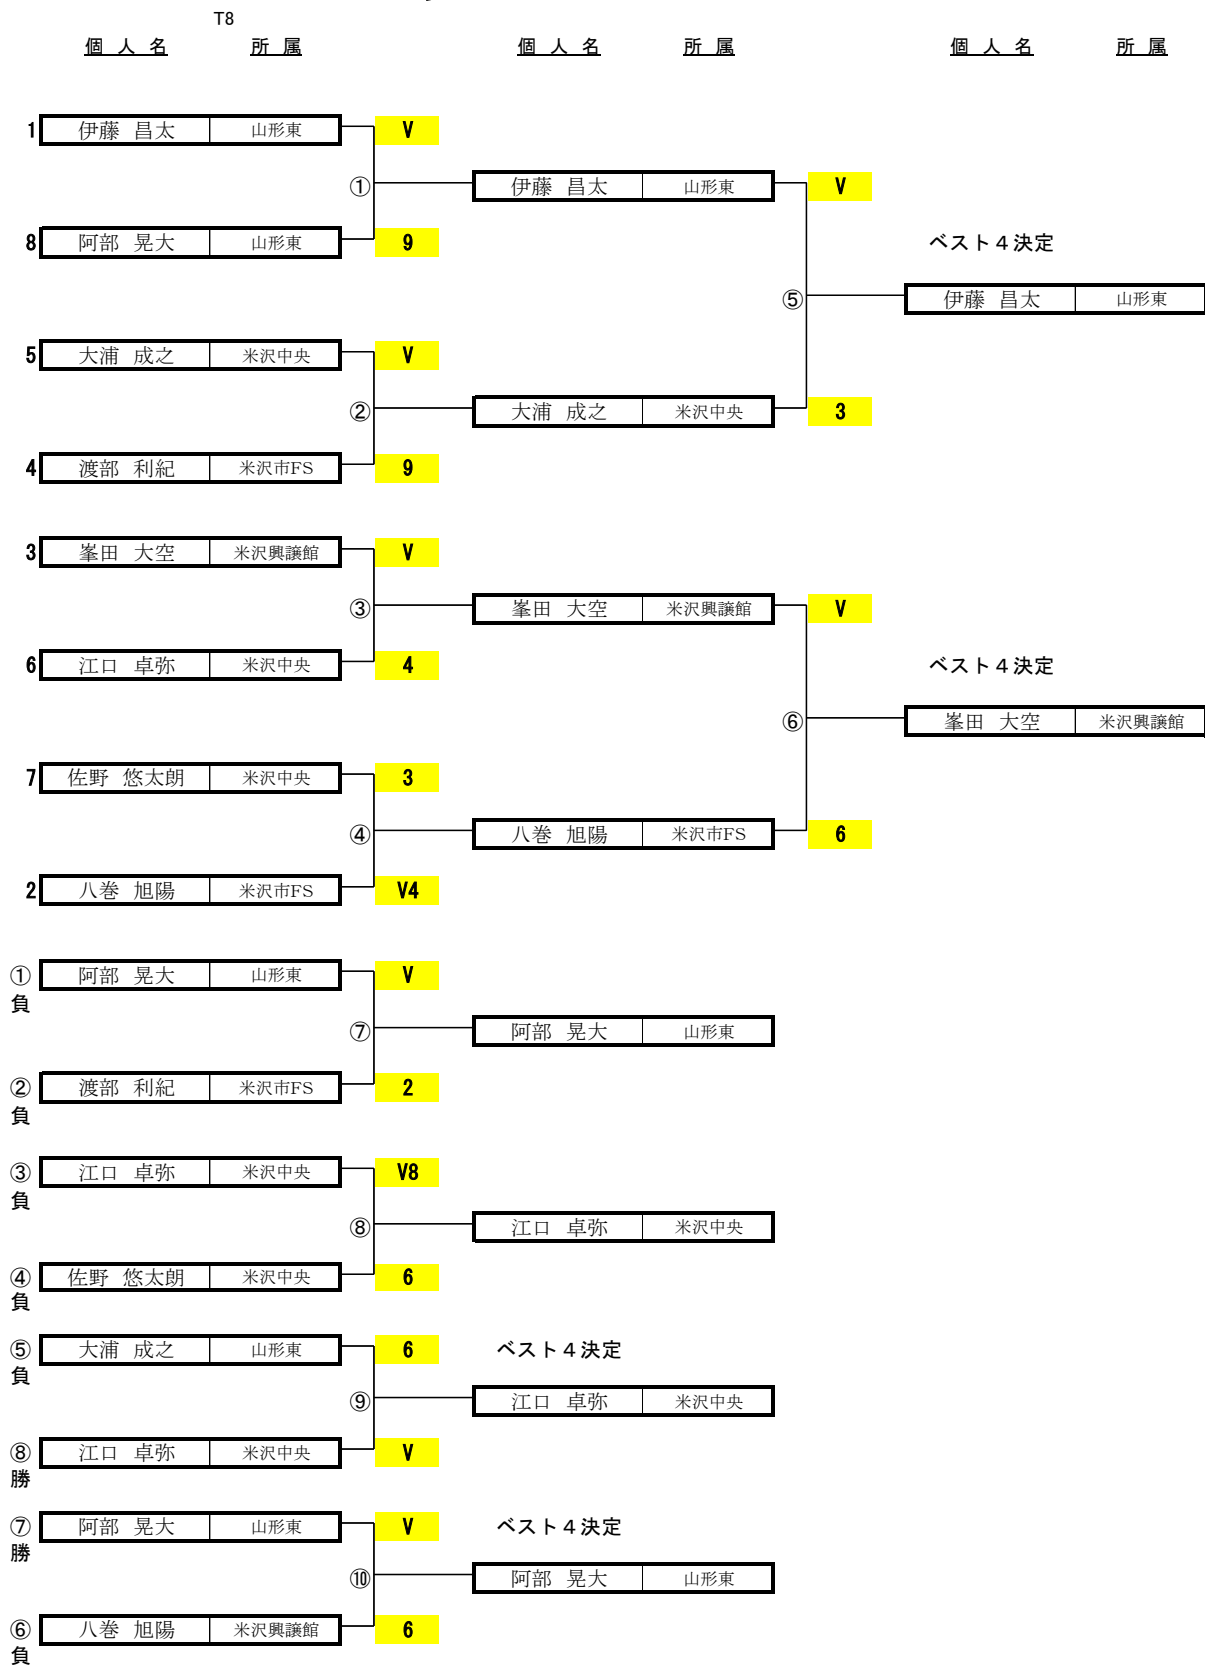 T8
個 人 名 所 属 個 人 名 所 属 個 人 名 所 属
1 伊藤 昌太 山形東 V
① 伊藤 昌太 山形東 V
8 阿部 晃大 山形東 9 ベスト４決定
⑤ 伊藤 昌太 山形東
5 大浦 成之 米沢中央 V
② 大浦 成之 米沢中央 3
4 渡部 利紀 米沢市FS 9
3 峯田 大空 米沢興譲館 V
③ 峯田 大空 米沢興譲館 V
6 江口 卓弥 米沢中央 4 ベスト４決定
⑥ 峯田 大空 米沢興譲館
7 佐野 悠太朗 米沢中央 3
④ 八巻 旭陽 米沢市FS 6
2 八巻 旭陽 米沢市FS V4
① 阿部 晃大 山形東 V
負
⑦ 阿部 晃大 山形東
② 渡部 利紀 米沢市FS 2
負
③ 江口 卓弥 米沢中央 V8
負
⑧ 江口 卓弥 米沢中央
④ 佐野 悠太朗 米沢中央 6
負
⑤ 大浦 成之 山形東 6 ベスト４決定
負
⑨ 江口 卓弥 米沢中央
⑧ 江口 卓弥 米沢中央 V
勝
⑦ 阿部 晃大 山形東 V ベスト４決定
勝
⑩ 阿部 晃大 山形東
⑥ 八巻 旭陽 米沢興譲館 6
負